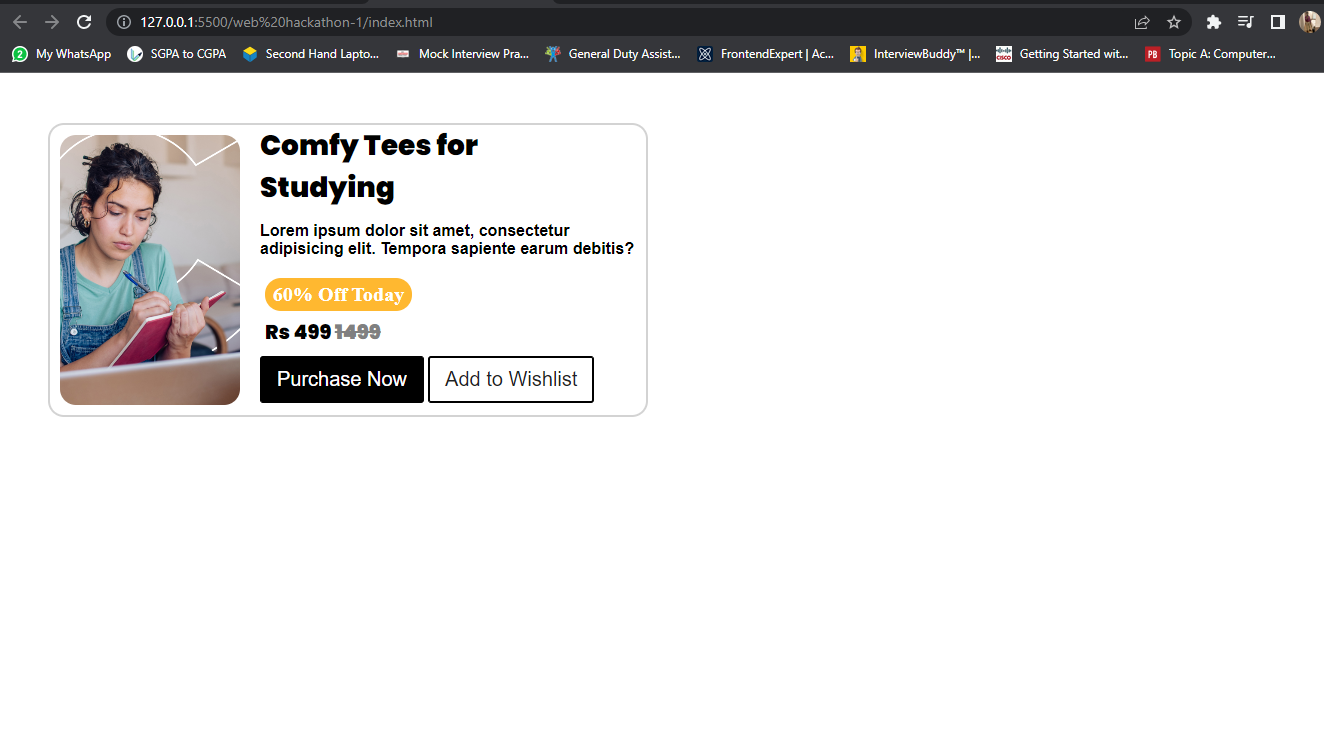 127.0.0.1:5500/web%20hackathon-1/index.html
2 My WhatsApp SGPA to CGPA Second Hand Lapto... Mock Interview Pra... General Duty Assist... FrontendExpert | Ac... InterviewBuddy™ |... CISCO Getting Started wit... PB Topic A: Computer...
Comfy Tees for
Studying
Lorem ipsum dolor sit amet, consectetur
adipisicing elit. Tempora sapiente earum debitis?
60% Off Today
Rs 499 1499
Purchase Now Add to Wishlist